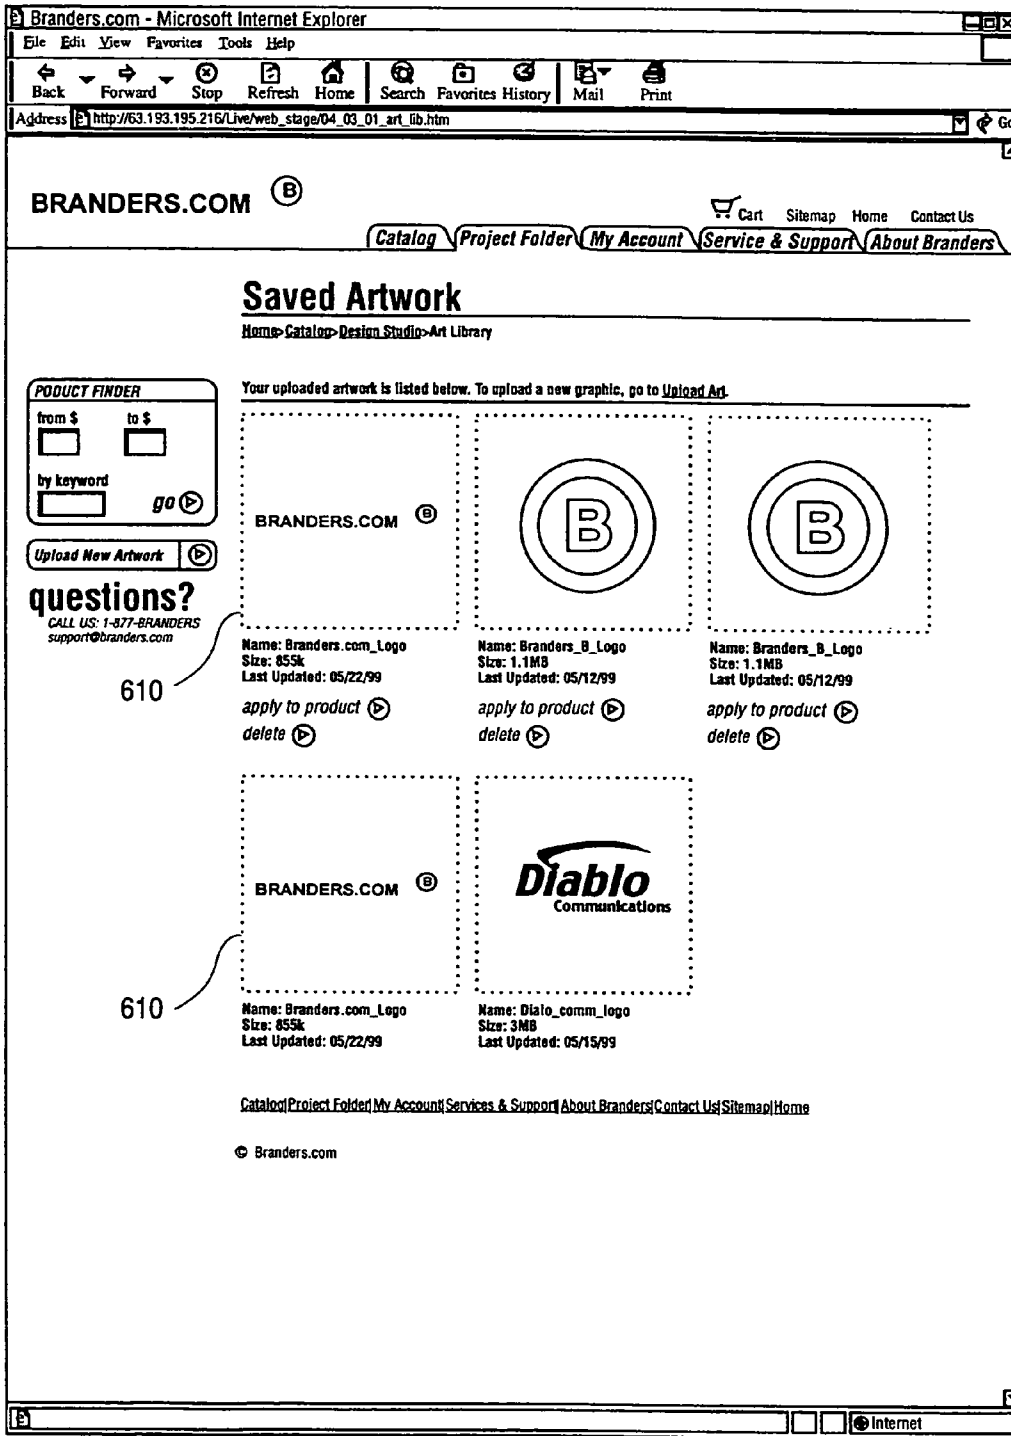 Branders.com - Microsoft Internet Explorer
File Edit View Favorites Tools Help
Back Forward Stop Refresh Home Search Favorites History Mail Print
Address http://63.193.195.216/Live/web_stage/04_03_01_art_lib.htm Go
BRANDERS.COM B
Cart Sitemap Home Contact Us
Catalog Project Folder My Account Service & Support About Branders
Saved Artwork
Home>Catalog>Design Studio>Art Library
PODUCT FINDER
from $ to $
by keyword
go
Upload New Artwork
questions?
CALL US: 1-877-BRANDERS
support@branders.com
Your uploaded artwork is listed below. To upload a new graphic, go to Upload Art.
BRANDERS.COM B
B
B
610
Name: Branders.com_Logo
Size: 855k
Last Updated: 05/22/99
apply to product
delete
Name: Branders_B_Logo
Size: 1.1MB
Last Updated: 05/12/99
apply to product
delete
Name: Branders_B_Logo
Size: 1.1MB
Last Updated: 05/12/99
apply to product
delete
BRANDERS.COM B
Diablo
Communications
610
Name: Branders.com_Logo
Size: 855k
Last Updated: 05/22/99
Name: Dialo_comm_logo
Size: 3MB
Last Updated: 05/15/99
Catalog|Project Folder|My Account|Services & Support|About Branders|Contact Us|Sitemap|Home
© Branders.com
Internet